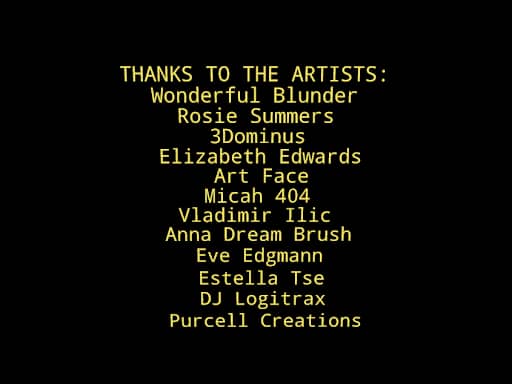 THANKS TO THE ARTISTS:
Wonderful Blunder
Rosie Summers
3Dominus
Elizabeth Edwards
Art Face
Micah 404
Vladimir Ilic
Anna Dream Brush
Eve Edgmann
Estella Tse
DJ Logitrax
Purcell Creations